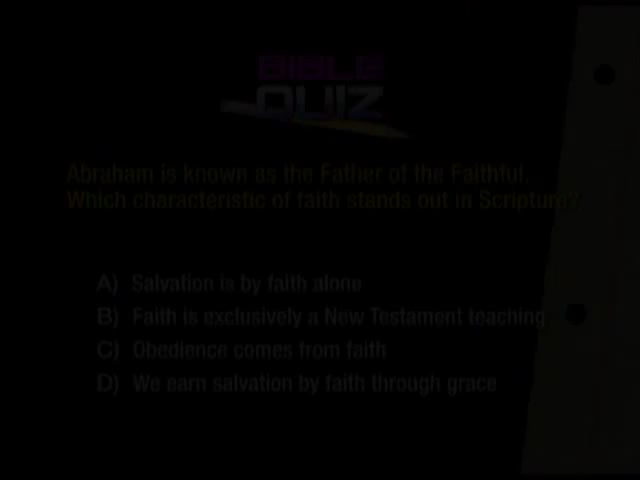 BIBLE
QUIZ
Abraham is known as the Father of the Faithful.
Which characteristic of faith stands out in Scripture?
A) Salvation is by faith alone
B) Faith is exclusively a New Testament teaching
C) Obedience comes from faith
D) We earn salvation by faith through grace